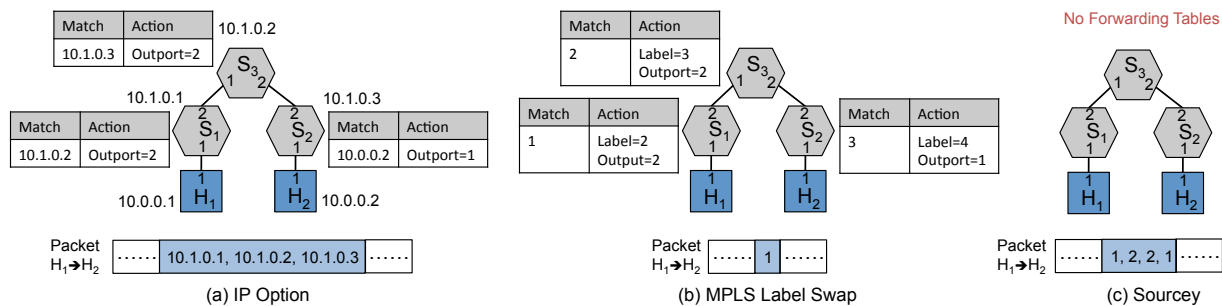 Match Action
10.1.0.3 Outport=2
10.1.0.2
S3
1 2
10.1.0.1
10.1.0.3
Match Action
10.1.0.2 Outport=2
2
S1
1
2
S2
1
Match Action
10.0.0.2 Outport=1
10.0.0.1
1
H1
1
H2
10.0.0.2
Packet
H1➔H2
······ 10.1.0.1, 10.1.0.2, 10.1.0.3 ······
(a) IP Option
Match Action
2 Label=3
Outport=2
S3
1 2
Match Action
1 Label=2
Output=2
2
S1
1
2
S2
1
Match Action
3 Label=4
Outport=1
1
H1
1
H2
Packet
H1➔H2
······ 1 ······
(b) MPLS Label Swap
No Forwarding Tables
S3
1 2
2
S1
1
2
S2
1
1
H1
1
H2
Packet
H1➔H2
······ 1, 2, 2, 1 ······
(c) Sourcey